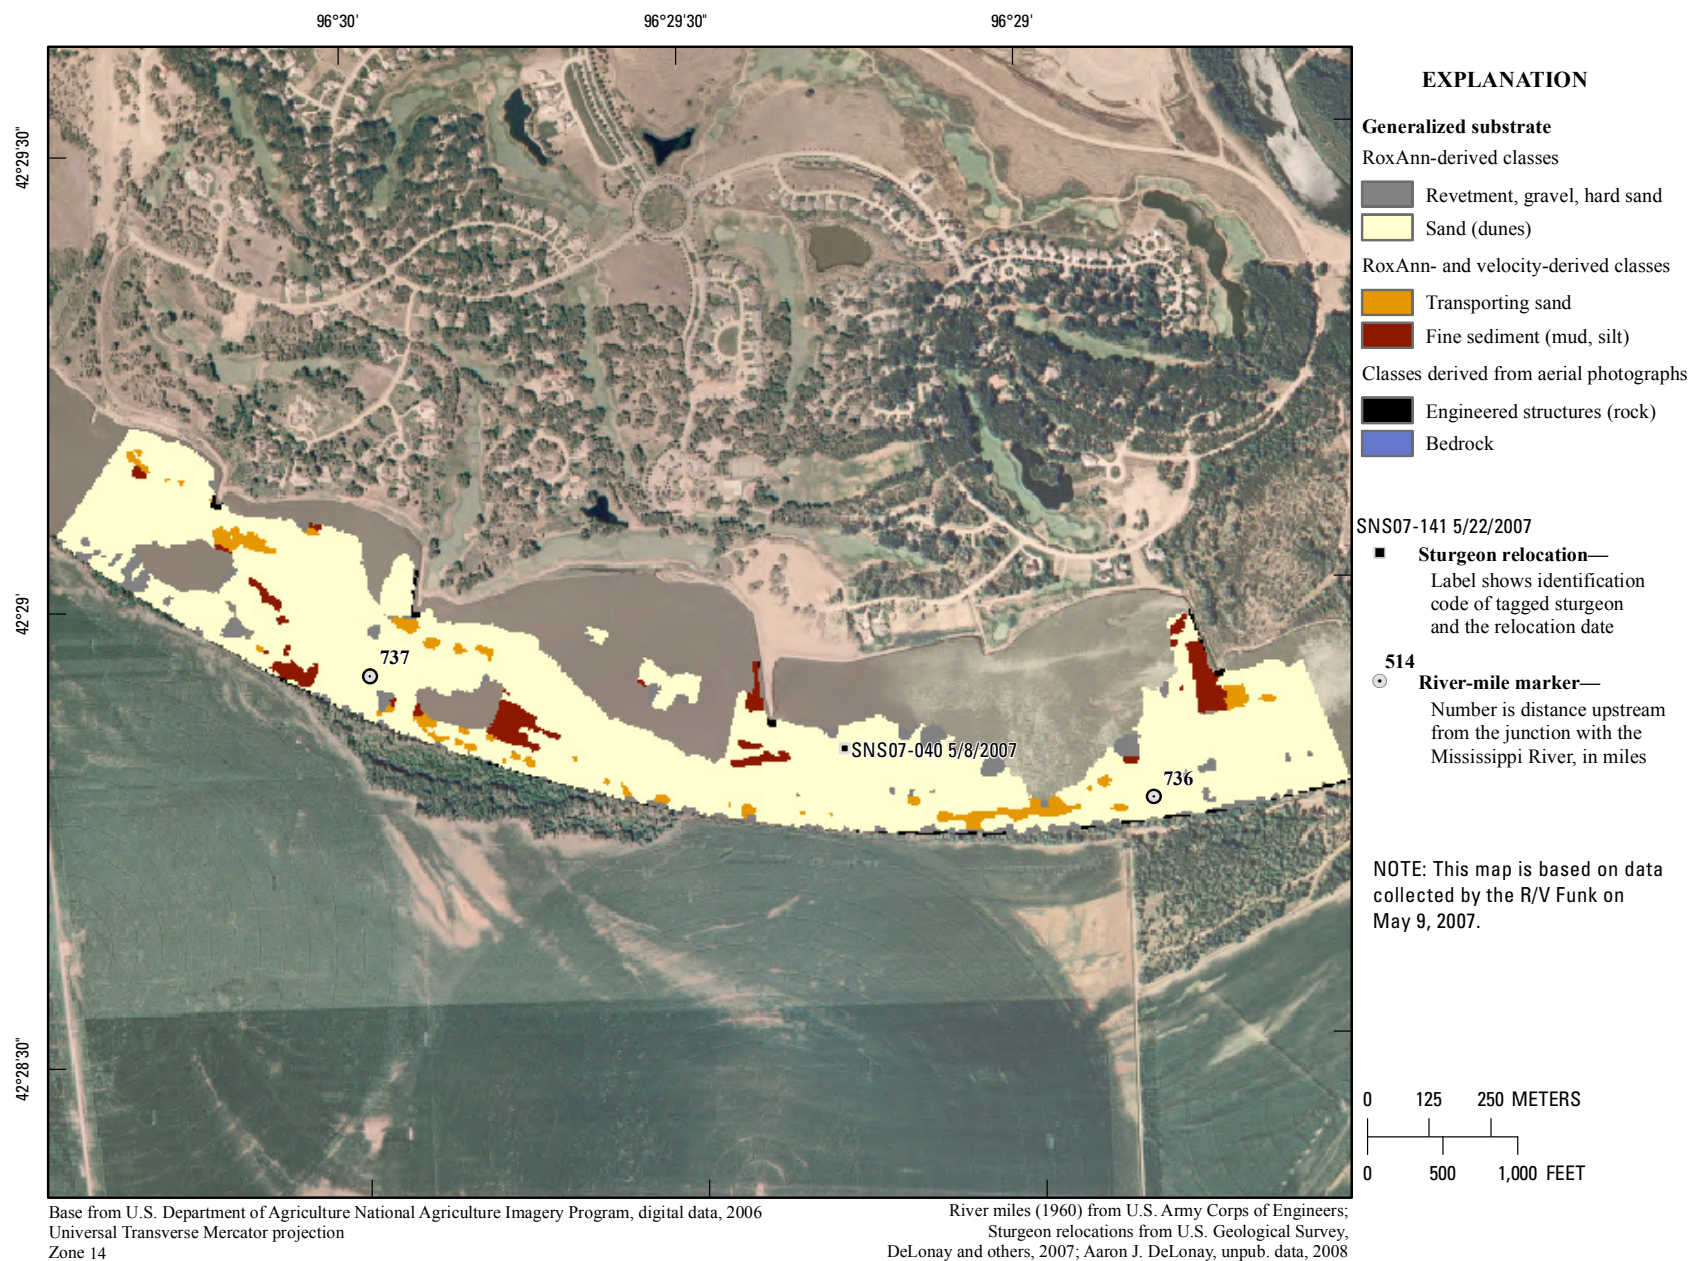 96°30'
96°29'30"
96°29'
42°29'30"
42°29'
42°28'30"
737
736
SNS07-040 5/8/2007
EXPLANATION
Generalized substrate
RoxAnn-derived classes
Revetment, gravel, hard sand
Sand (dunes)
RoxAnn- and velocity-derived classes
Transporting sand
Fine sediment (mud, silt)
Classes derived from aerial photographs
Engineered structures (rock)
Bedrock
SNS07-141 5/22/2007
Sturgeon relocation—
Label shows identification
code of tagged sturgeon
and the relocation date
514
River-mile marker—
Number is distance upstream
from the junction with the
Mississippi River, in miles
NOTE: This map is based on data
collected by the R/V Funk on
May 9, 2007.
0 125 250 METERS
0 500 1,000 FEET
Base from U.S. Department of Agriculture National Agriculture Imagery Program, digital data, 2006
Universal Transverse Mercator projection
Zone 14
River miles (1960) from U.S. Army Corps of Engineers;
Sturgeon relocations from U.S. Geological Survey,
DeLonay and others, 2007; Aaron J. DeLonay, unpub. data, 2008